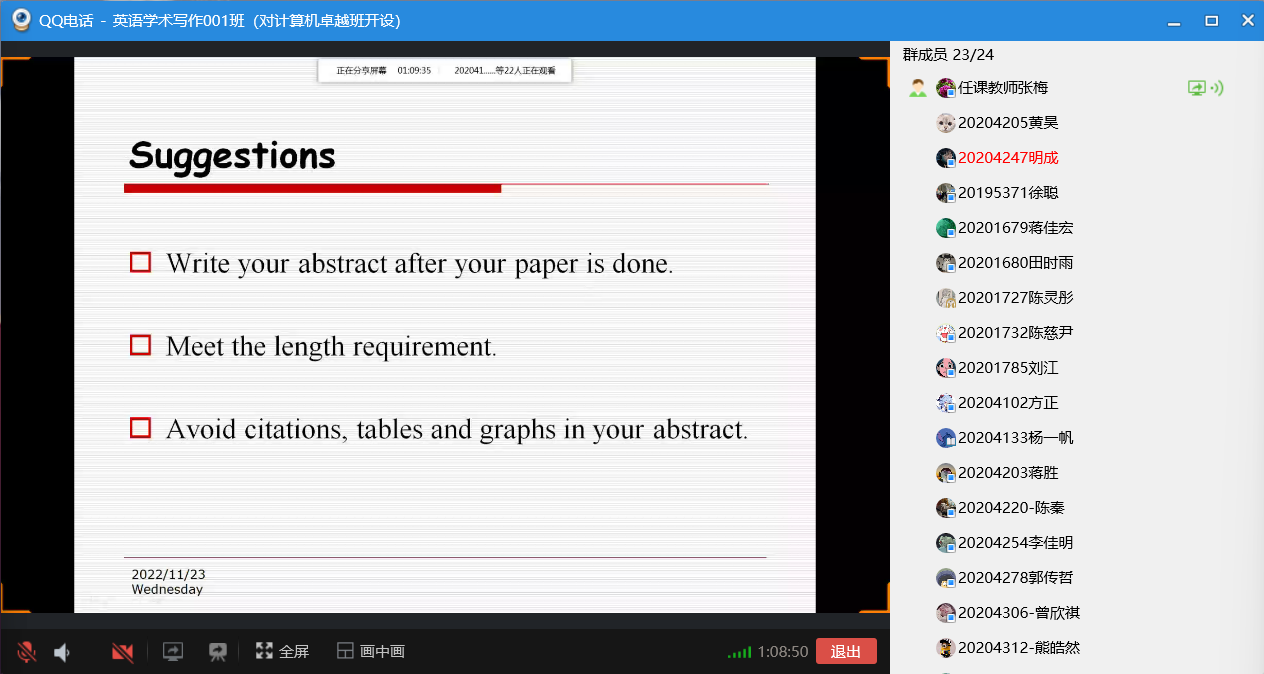 QQ电话 - 英语学术写作001班 (对计算机卓越班开设)
正在分享屏幕 01:09:35 202041......等22人正在观看
Suggestions
Write your abstract after your paper is done.
Meet the length requirement.
Avoid citations, tables and graphs in your abstract.
2022/11/23
Wednesday
全屏
画中画
1:08:50
退出
群成员 23/24
任课教师张梅
20204205黄昊
20204247明成
20195371徐聪
20201679蒋佳宏
20201680田时雨
20201727陈灵彤
20201732陈慈尹
20201785刘江
20204102方正
20204133杨一帆
20204203蒋胜
20204220-陈秦
20204254李佳明
20204278郭传哲
20204306-曾欣祺
20204312-熊皓然